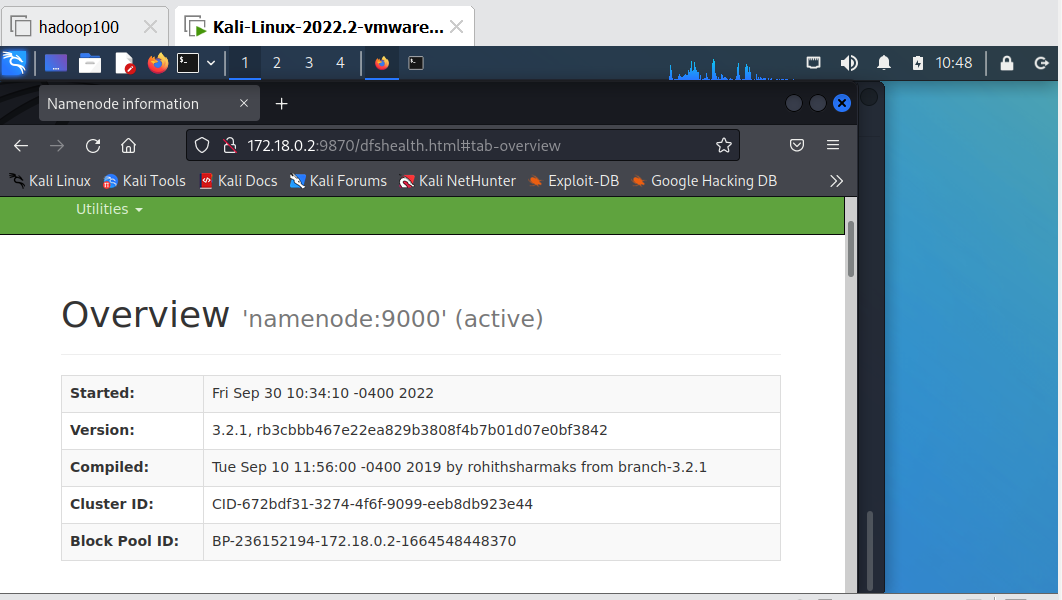 hadoop100
Kali-Linux-2022.2-vmware...
1 2 3 4
10:48
Namenode information
172.18.0.2:9870/dfshealth.html#tab-overview
Kali Linux Kali Tools Kali Docs Kali Forums Kali NetHunter Exploit-DB Google Hacking DB
Utilities
Overview 'namenode:9000' (active)
Started: Fri Sep 30 10:34:10 -0400 2022
Version: 3.2.1, rb3cbbb467e22ea829b3808f4b7b01d07e0bf3842
Compiled: Tue Sep 10 11:56:00 -0400 2019 by rohithsharmaks from branch-3.2.1
Cluster ID: CID-672bdf31-3274-4f6f-9099-eeb8db923e44
Block Pool ID: BP-236152194-172.18.0.2-1664548448370